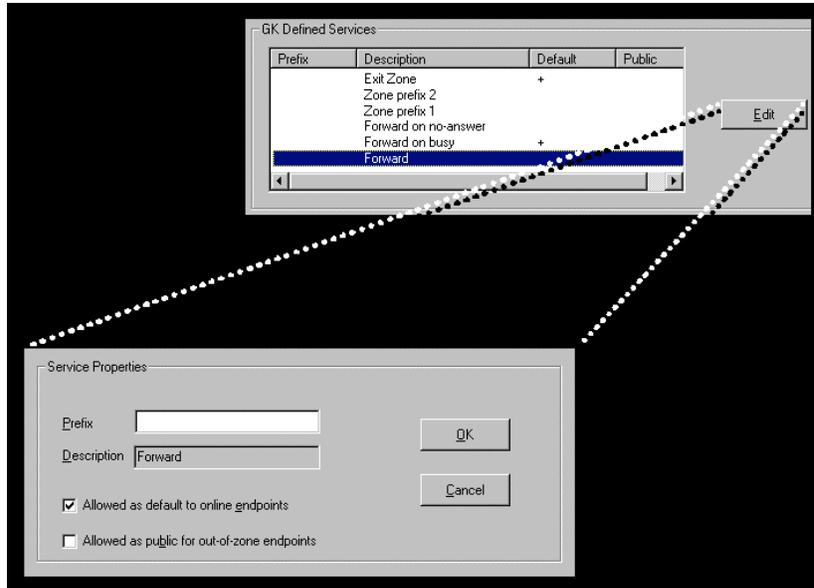 GK Defined Services
Prefix Description Default Public
Exit Zone +
Zone prefix 2
Zone prefix 1
Forward on no-answer
Forward on busy +
Forward
Edit
Service Properties
Prefix
OK
Description Forward
Cancel
Allowed as default to online endpoints
Allowed as public for out-of-zone endpoints